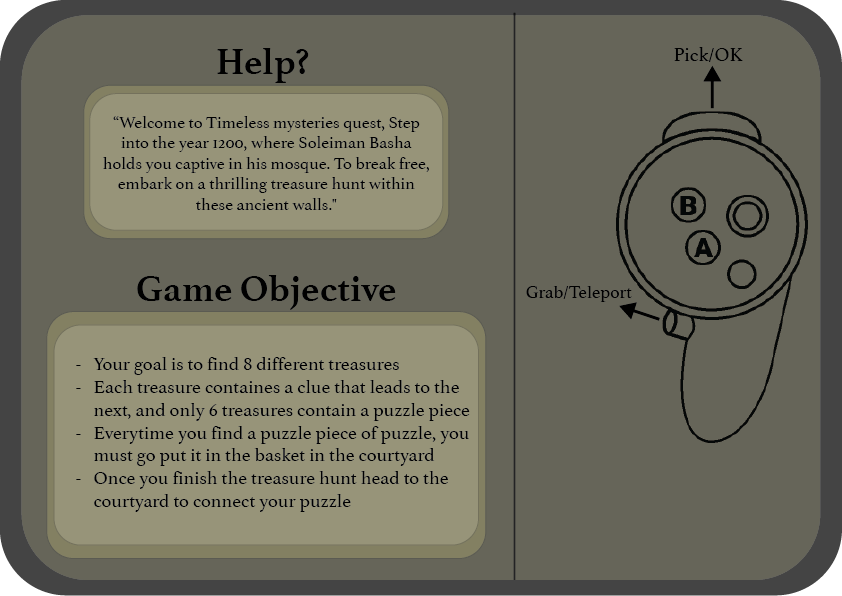 Help?
“Welcome to Timeless mysteries quest, Step
into the year 1200, where Soleiman Basha
holds you captive in his mosque. To break free,
embark on a thrilling treasure hunt within
these ancient walls."
Game Objective
- Your goal is to find 8 different treasures
- Each treasure containes a clue that leads to the
next, and only 6 treasures contain a puzzle piece
- Everytime you find a puzzle piece of puzzle, you
must go put it in the basket in the courtyard
- Once you finish the treasure hunt head to the
courtyard to connect your puzzle
Pick/OK
B
A
Grab/Teleport